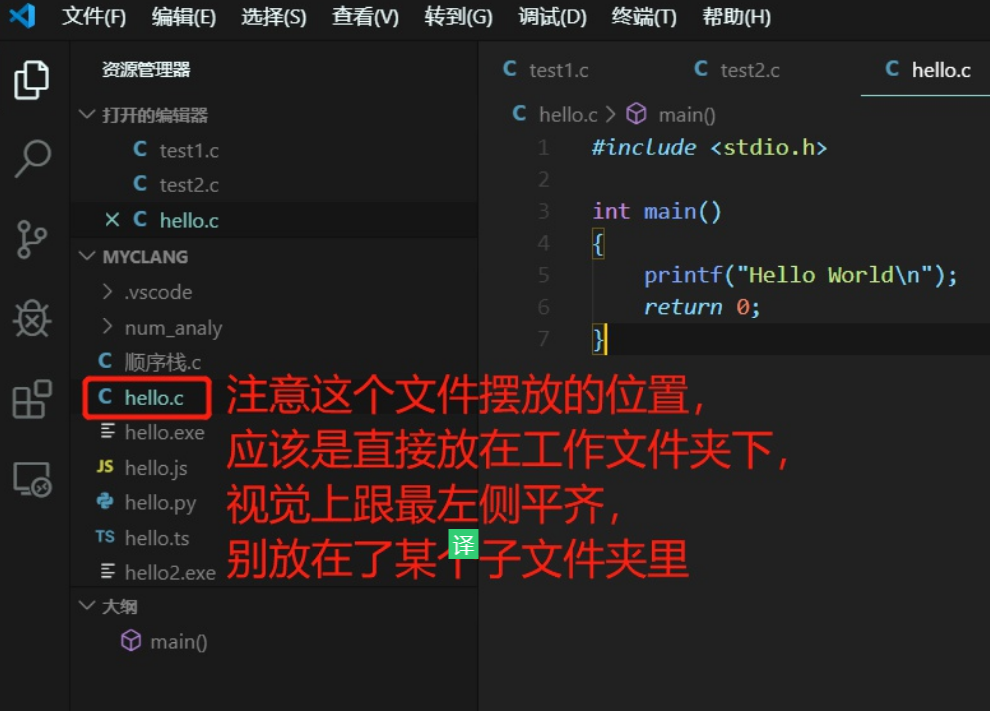 文件(F) 编辑(E) 选择(S) 查看(V) 转到(G) 调试(D) 终端(T) 帮助(H)
资源管理器
打开的编辑器
C test1.c
C test2.c
C hello.c
MYCLANG
.vscode
num_analy
C 顺序栈.c
C hello.c
hello.exe
JS hello.js
hello.py
TS hello.ts
hello2.exe
大纲
main()
C test1.c C test2.c C hello.c
C hello.c > main()
1 #include <stdio.h>
2
3 int main()
4 {
5 printf("Hello World\n");
6 return 0;
7 }
注意这个文件摆放的位置,
应该是直接放在工作文件夹下,
视觉上跟最左侧平齐,
别放在了某个子文件夹里
译